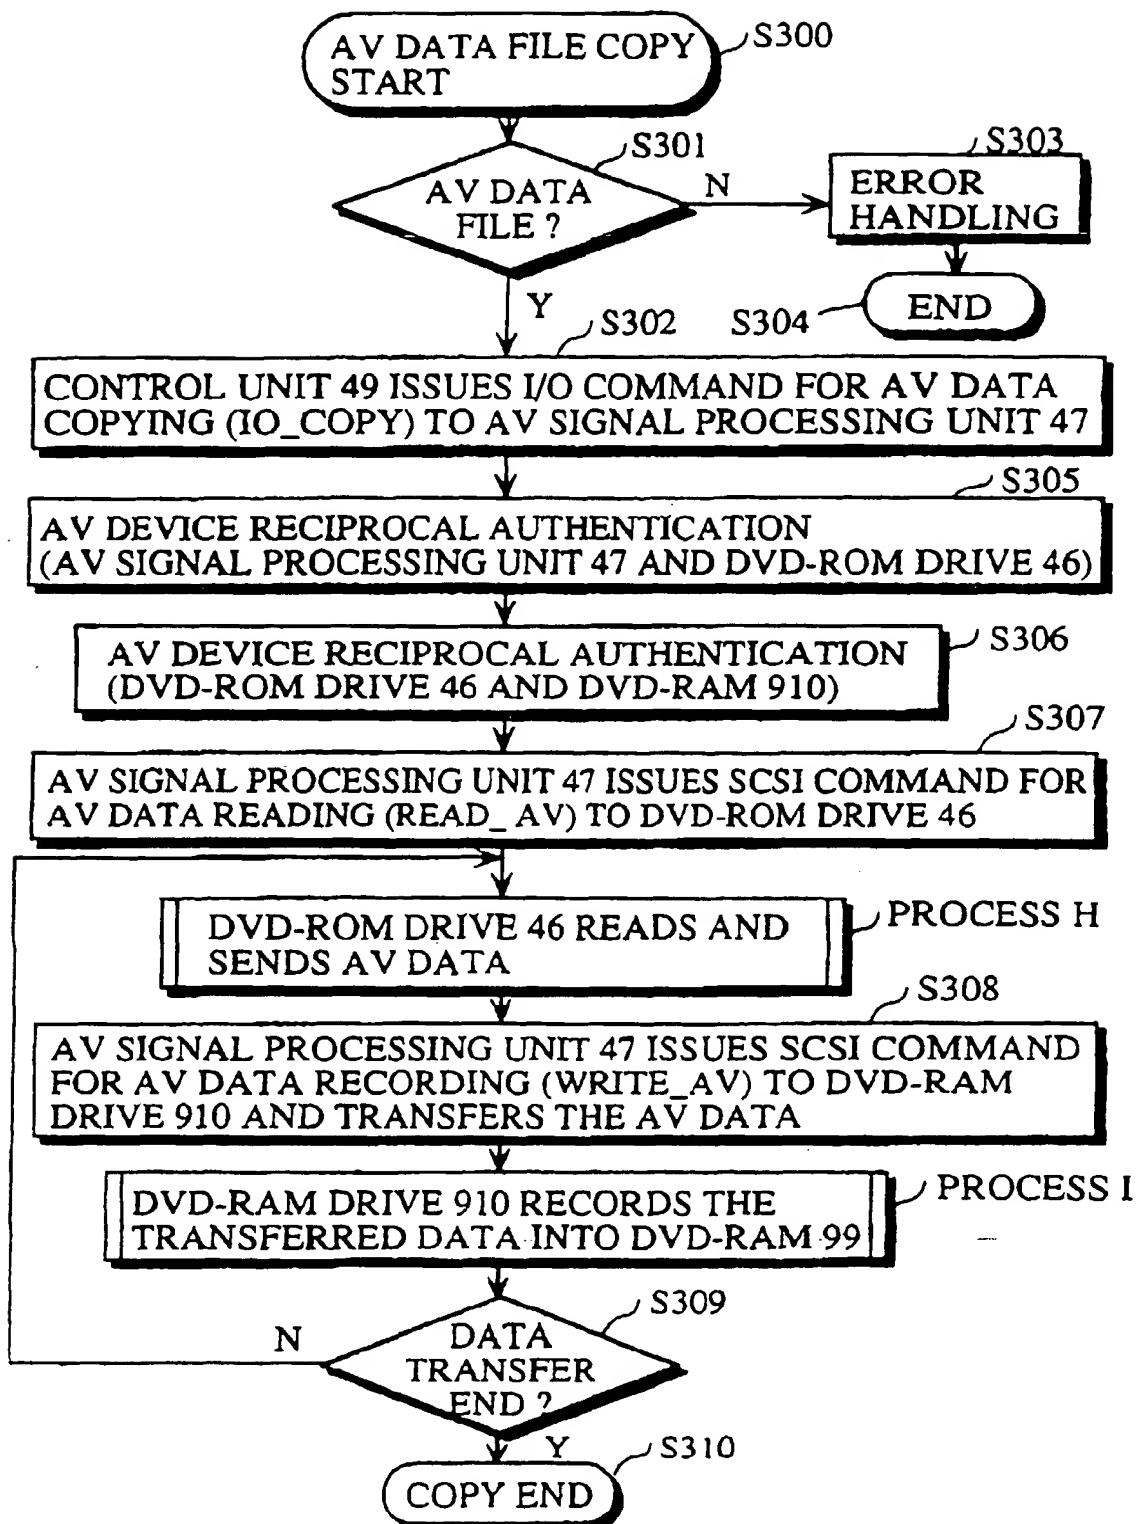 AV DATA FILE COPY
START
S300
S301
AV DATA
FILE ?
N
S303
ERROR
HANDLING
Y
S304
END
S302
CONTROL UNIT 49 ISSUES I/O COMMAND FOR AV DATA
COPYING (IO_COPY) TO AV SIGNAL PROCESSING UNIT 47
S305
AV DEVICE RECIPROCAL AUTHENTICATION
(AV SIGNAL PROCESSING UNIT 47 AND DVD-ROM DRIVE 46)
S306
AV DEVICE RECIPROCAL AUTHENTICATION
(DVD-ROM DRIVE 46 AND DVD-RAM 910)
S307
AV SIGNAL PROCESSING UNIT 47 ISSUES SCSI COMMAND FOR
AV DATA READING (READ_ AV) TO DVD-ROM DRIVE 46
DVD-ROM DRIVE 46 READS AND
SENDS AV DATA
PROCESS H
S308
AV SIGNAL PROCESSING UNIT 47 ISSUES SCSI COMMAND
FOR AV DATA RECORDING (WRITE_AV) TO DVD-RAM
DRIVE 910 AND TRANSFERS THE AV DATA
DVD-RAM DRIVE 910 RECORDS THE
TRANSFERRED DATA INTO DVD-RAM 99
PROCESS I
S309
N
DATA
TRANSFER
END ?
Y
S310
COPY END